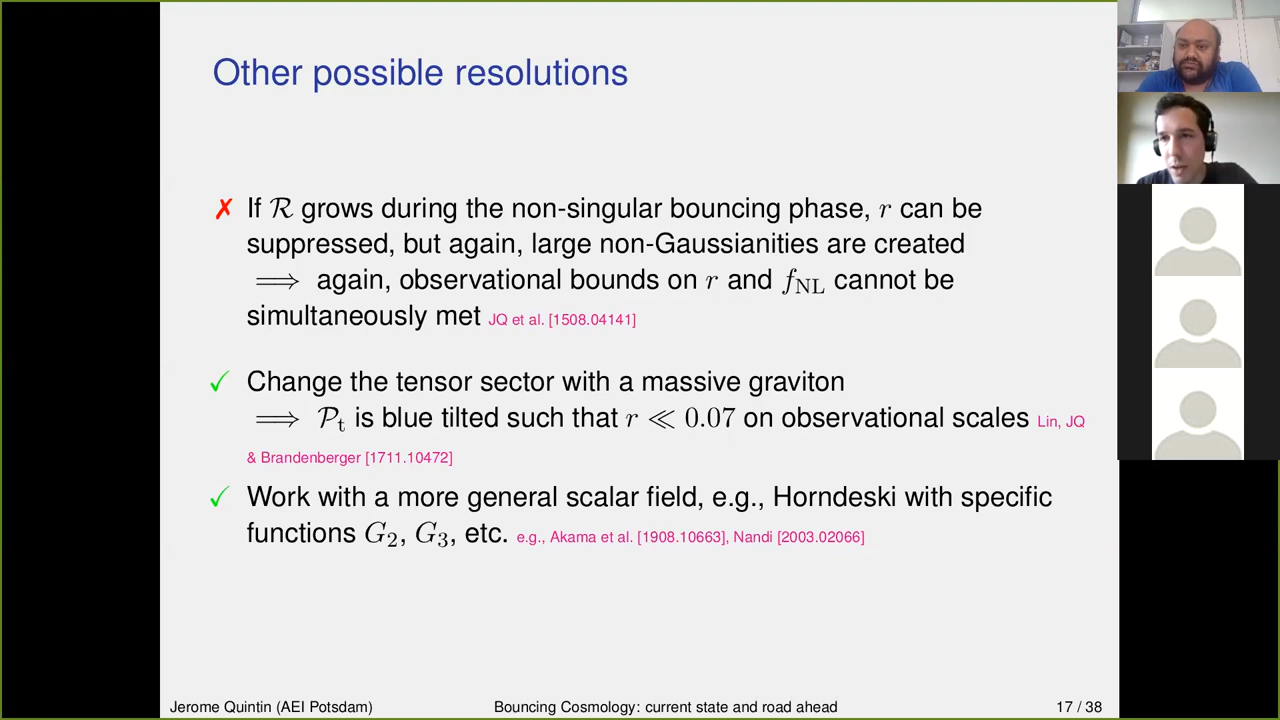 Other possible resolutions
✗ If ℛ grows during the non-singular bouncing phase, r can be
suppressed, but again, large non-Gaussianities are created
⟹ again, observational bounds on r and f_NL cannot be
simultaneously met JQ et al. [1508.04141]
✓ Change the tensor sector with a massive graviton
⟹ 𝒫_t is blue tilted such that r ≪ 0.07 on observational scales Lin, JQ
& Brandenberger [1711.10472]
✓ Work with a more general scalar field, e.g., Horndeski with specific
functions G₂, G₃, etc. e.g., Akama et al. [1908.10663], Nandi [2003.02066]
Jerome Quintin (AEI Potsdam) Bouncing Cosmology: current state and road ahead 17 / 38